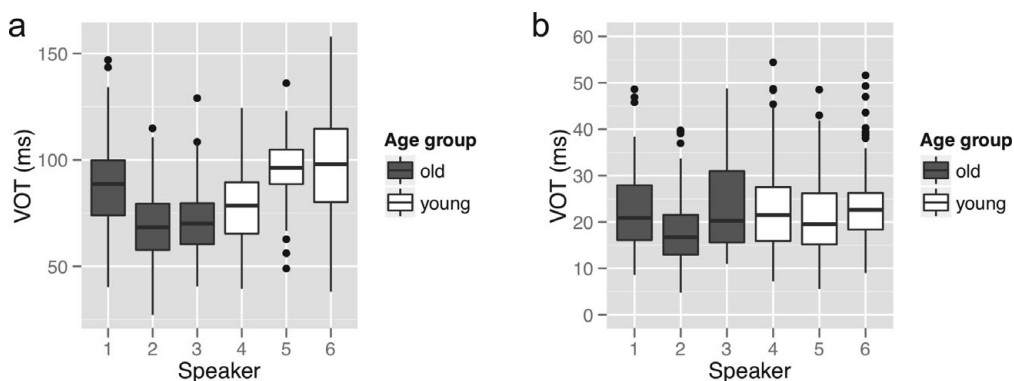 a
150
100
50
VOT (ms)
1 2 3 4 5 6
Speaker
Age group
old
young
b
60
50
40
30
20
10
0
VOT (ms)
1 2 3 4 5 6
Speaker
Age group
old
young